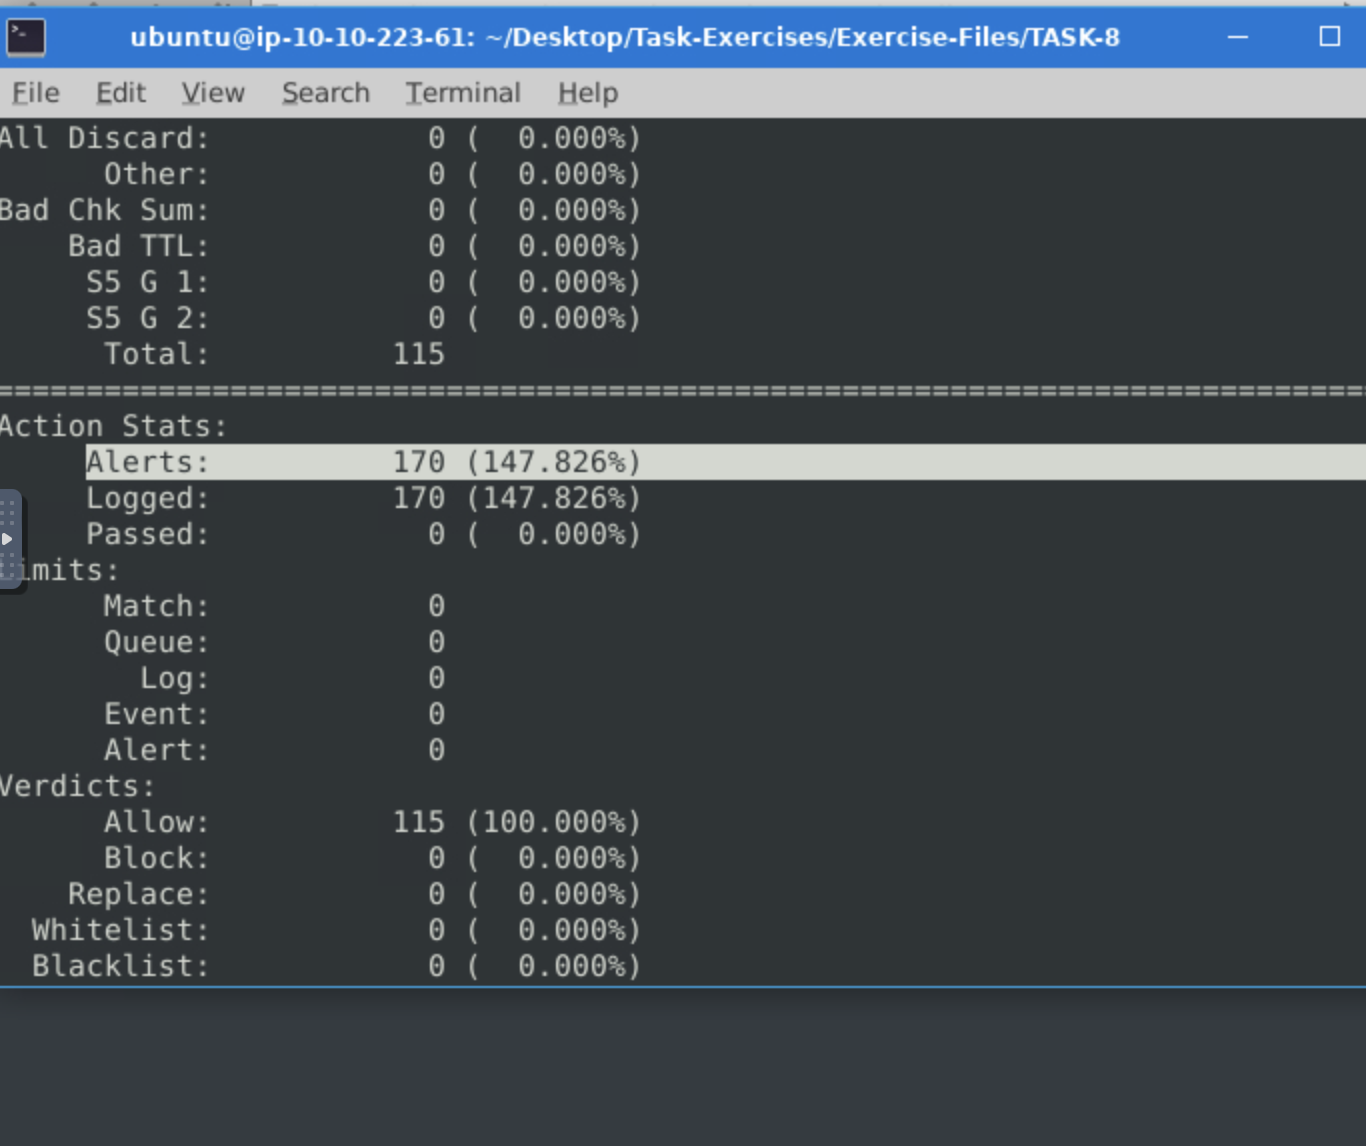 ubuntu@ip-10-10-223-61: ~/Desktop/Task-Exercises/Exercise-Files/TASK-8
File Edit View Search Terminal Help
All Discard: 0 ( 0.000%)
Other: 0 ( 0.000%)
Bad Chk Sum: 0 ( 0.000%)
Bad TTL: 0 ( 0.000%)
S5 G 1: 0 ( 0.000%)
S5 G 2: 0 ( 0.000%)
Total: 115
===============================================================================
Action Stats:
Alerts: 170 (147.826%)
Logged: 170 (147.826%)
Passed: 0 ( 0.000%)
Limits:
Match: 0
Queue: 0
Log: 0
Event: 0
Alert: 0
Verdicts:
Allow: 115 (100.000%)
Block: 0 ( 0.000%)
Replace: 0 ( 0.000%)
Whitelist: 0 ( 0.000%)
Blacklist: 0 ( 0.000%)